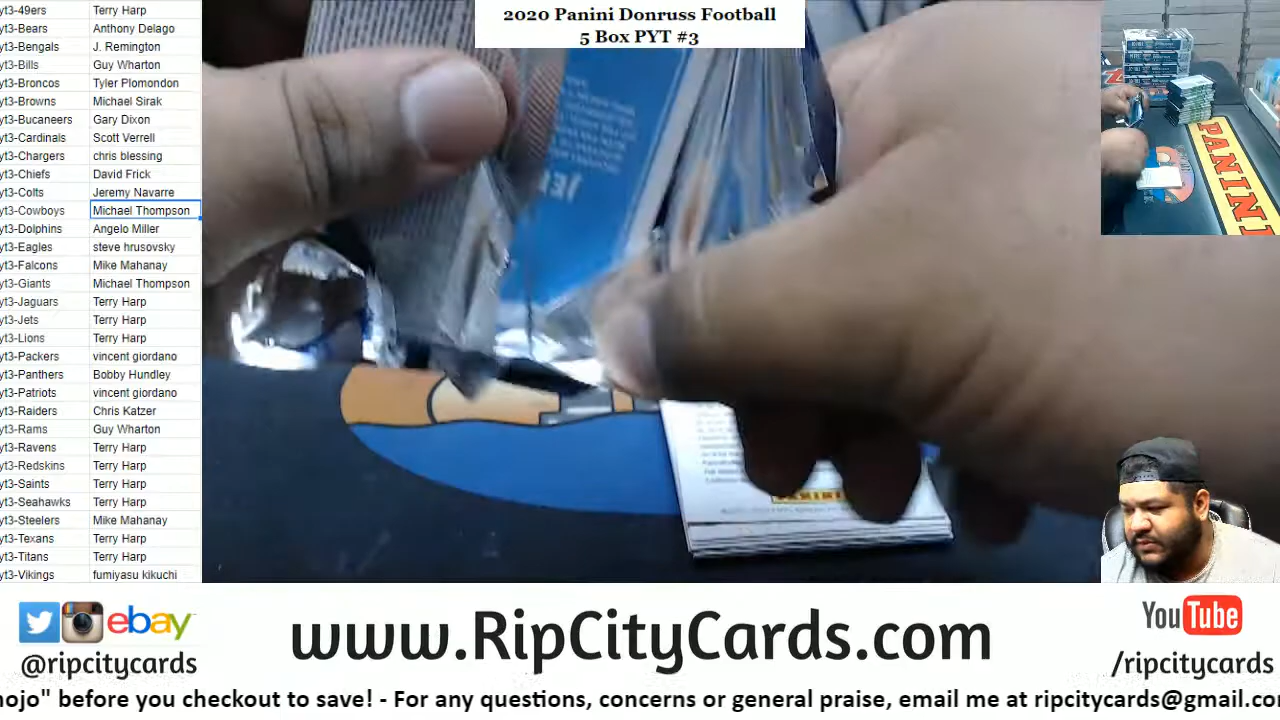 2020 Panini Donruss Football
5 Box PYT #3
yt3-49ers Terry Harp
yt3-Bears Anthony Delago
yt3-Bengals J. Remington
yt3-Bills Guy Wharton
yt3-Broncos Tyler Plomondon
yt3-Browns Michael Sirak
yt3-Bucaneers Gary Dixon
yt3-Cardinals Scott Verrell
yt3-Chargers chris blessing
yt3-Chiefs David Frick
yt3-Colts Jeremy Navarre
yt3-Cowboys Michael Thompson
yt3-Dolphins Angelo Miller
yt3-Eagles steve hrusovsky
yt3-Falcons Mike Mahanay
yt3-Giants Michael Thompson
yt3-Jaguars Terry Harp
yt3-Jets Terry Harp
yt3-Lions Terry Harp
yt3-Packers vincent giordano
yt3-Panthers Bobby Hundley
yt3-Patriots vincent giordano
yt3-Raiders Chris Katzer
yt3-Rams Guy Wharton
yt3-Ravens Terry Harp
yt3-Redskins Terry Harp
yt3-Saints Terry Harp
yt3-Seahawks Terry Harp
yt3-Steelers Mike Mahanay
yt3-Texans Terry Harp
yt3-Titans Terry Harp
yt3-Vikings fumiyasu kikuchi
PANINI
PANINI
ebay
@ripcitycards
www.RipCityCards.com
YouTube
/ripcitycards
nojo" before you checkout to save! - For any questions, concerns or general praise, email me at ripcitycards@gmail.co